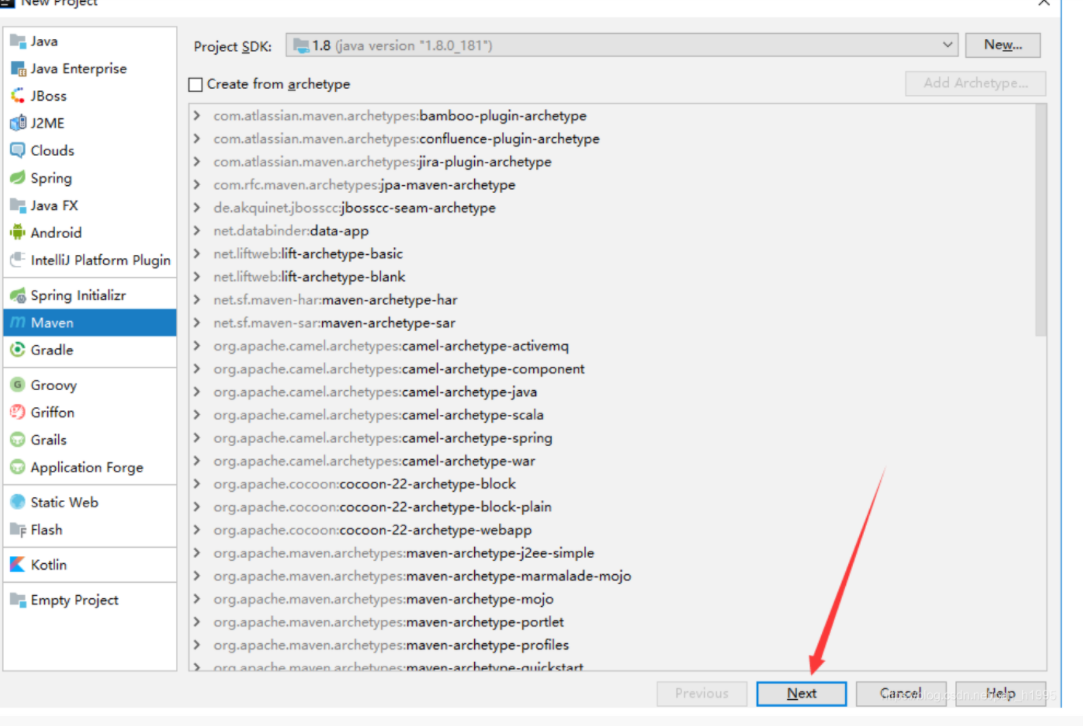 New Project
Java
Java Enterprise
JBoss
J2ME
Clouds
Spring
Java FX
Android
IntelliJ Platform Plugin
Spring Initializr
Maven
Gradle
Groovy
Griffon
Grails
Application Forge
Static Web
Flash
Kotlin
Empty Project
Project SDK: 1.8 (java version "1.8.0_181") New...
Create from archetype Add Archetype...
com.atlassian.maven.archetypes:bamboo-plugin-archetype
com.atlassian.maven.archetypes:confluence-plugin-archetype
com.atlassian.maven.archetypes:jira-plugin-archetype
com.rfc.maven.archetypes:jpa-maven-archetype
de.akquinet.jbosscc:jbosscc-seam-archetype
net.databinder:data-app
net.liftweb:lift-archetype-basic
net.liftweb:lift-archetype-blank
net.sf.maven-har:maven-archetype-har
net.sf.maven-sar:maven-archetype-sar
org.apache.camel.archetypes:camel-archetype-activemq
org.apache.camel.archetypes:camel-archetype-component
org.apache.camel.archetypes:camel-archetype-java
org.apache.camel.archetypes:camel-archetype-scala
org.apache.camel.archetypes:camel-archetype-spring
org.apache.camel.archetypes:camel-archetype-war
org.apache.cocoon:cocoon-22-archetype-block
org.apache.cocoon:cocoon-22-archetype-block-plain
org.apache.cocoon:cocoon-22-archetype-webapp
org.apache.maven.archetypes:maven-archetype-j2ee-simple
org.apache.maven.archetypes:maven-archetype-marmalade-mojo
org.apache.maven.archetypes:maven-archetype-mojo
org.apache.maven.archetypes:maven-archetype-portlet
org.apache.maven.archetypes:maven-archetype-profiles
org.apache.maven.archetypes:maven-archetype-quickstart
Previous Next Cancel Help